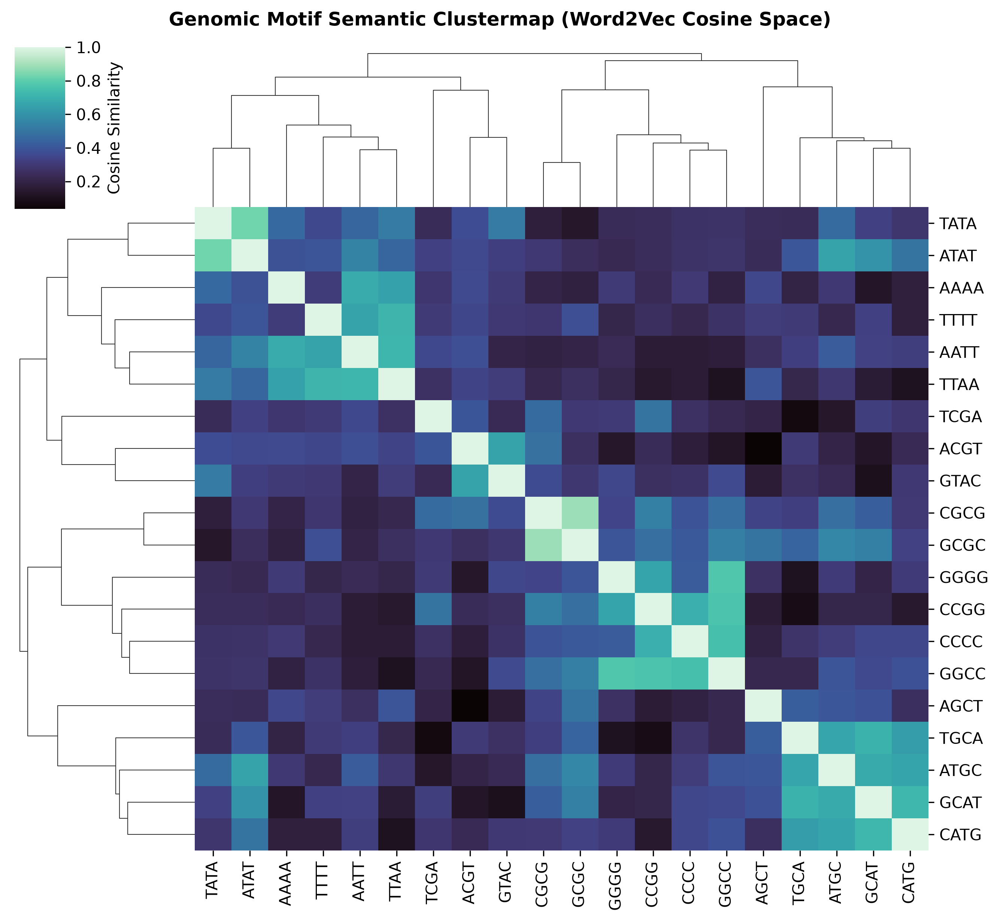 Genomic Motif Semantic Clustermap (Word2Vec Cosine Space)
1.0
0.8
0.6
0.4
0.2
Cosine Similarity
TATA
ATAT
AAAA
TTTT
AATT
TTAA
TCGA
ACGT
GTAC
CGCG
GCGC
GGGG
CCGG
CCCC
GGCC
AGCT
TGCA
ATGC
GCAT
CATG
TATA
ATAT
AAAA
TTTT
AATT
TTAA
TCGA
ACGT
GTAC
CGCG
GCGC
GGGG
CCGG
CCCC
GGCC
AGCT
TGCA
ATGC
GCAT
CATG